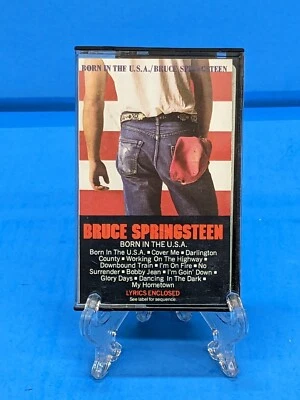 BORN IN THE U.S.A./BRUCE SPRINGSTEEN
BRUCE SPRINGSTEEN
BORN IN THE U.S.A.
Born In The U.S.A. ■ Cover Me ■ Darlington
County ■ Working On The Highway ■
Downbound Train ■ I'm On Fire ■ No
Surrender ■ Bobby Jean ■ I'm Goin' Down ■
Glory Days ■ Dancing In The Dark ■
My Hometown
LYRICS ENCLOSED
See label for sequence.